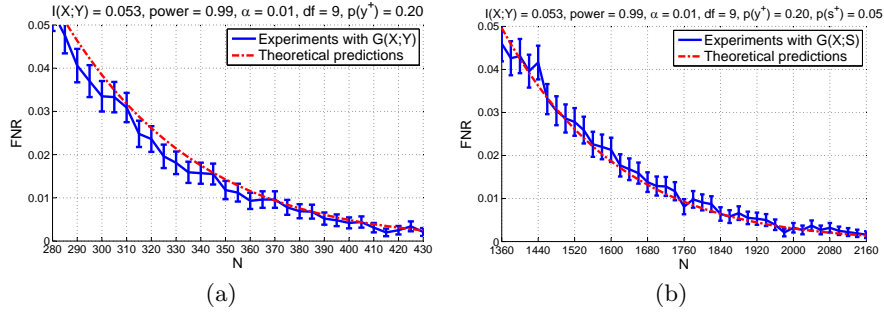 I(X;Y) = 0.053, power = 0.99, α = 0.01, df = 9, p(y⁺) = 0.20
0.05
0.04
0.03
0.02
0.01
0
FNR
Experiments with G(X;Y)
Theoretical predictions
280 290 300 310 320 330 340 350 360 370 380 390 400 410 420 430
N
(a)
I(X;Y) = 0.053, power = 0.99, α = 0.01, df = 9, p(y⁺) = 0.20, p(s⁺) = 0.05
0.05
0.04
0.03
0.02
0.01
0
FNR
Experiments with G(X;S)
Theoretical predictions
1360 1440 1520 1600 1680 1760 1840 1920 2000 2080 2160
N
(b)